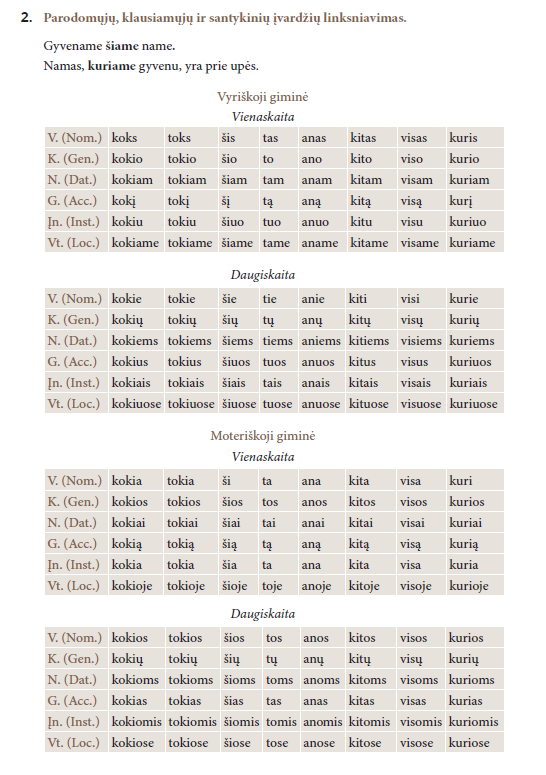 2. Parodomųjų, klausiamųjų ir santykinių įvardžių linksniavimas.
Gyvename šiame name.
Namas, kuriame gyvenu, yra prie upės.
Vyriškoji giminė
Vienaskaita
V. (Nom.) koks toks šis tas anas kitas visas kuris
K. (Gen.) kokio tokio šio to ano kito viso kurio
N. (Dat.) kokiam tokiam šiam tam anam kitam visam kuriam
G. (Acc.) kokį tokį šį tą aną kitą visą kurį
Įn. (Inst.) kokiu tokiu šiuo tuo anuo kitu visu kuriuo
Vt. (Loc.) kokiame tokiame šiame tame aname kitame visame kuriame
Daugiskaita
V. (Nom.) kokie tokie šie tie anie kiti visi kurie
K. (Gen.) kokių tokių šių tų anų kitų visų kurių
N. (Dat.) kokiems tokiems šiems tiems aniems kitiems visiems kuriems
G. (Acc.) kokius tokius šiuos tuos anuos kitus visus kuriuos
Įn. (Inst.) kokiais tokiais šiais tais anais kitais visais kuriais
Vt. (Loc.) kokiuose tokiuose šiuose tuose anuose kituose visuose kuriuose
Moteriškoji giminė
Vienaskaita
V. (Nom.) kokia tokia ši ta ana kita visa kuri
K. (Gen.) kokios tokios šios tos anos kitos visos kurios
N. (Dat.) kokiai tokiai šiai tai anai kitai visai kuriai
G. (Acc.) kokią tokią šią tą aną kitą visą kurią
Įn. (Inst.) kokia tokia šia ta ana kita visa kuria
Vt. (Loc.) kokioje tokioje šioje toje anoje kitoje visoje kurioje
Daugiskaita
V. (Nom.) kokios tokios šios tos anos kitos visos kurios
K. (Gen.) kokių tokių šių tų anų kitų visų kurių
N. (Dat.) kokioms tokioms šioms toms anoms kitoms visoms kurioms
G. (Acc.) kokias tokias šias tas anas kitas visas kurias
Įn. (Inst.) kokiomis tokiomis šiomis tomis anomis kitomis visomis kuriomis
Vt. (Loc.) kokiose tokiose šiose tose anose kitose visose kuriose